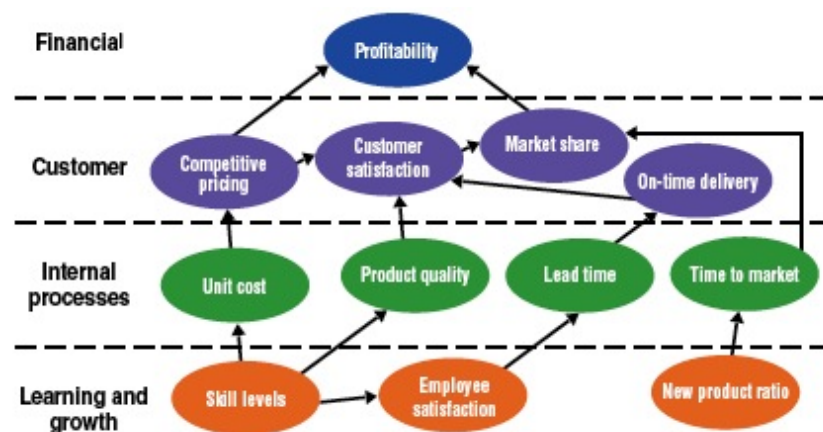 Financial
Profitability
Customer
Competitive
pricing
Customer
satisfaction
Market share
On-time delivery
Internal
processes
Unit cost
Product quality
Lead time
Time to market
Learning and
growth
Skill levels
Employee
satisfaction
New product ratio